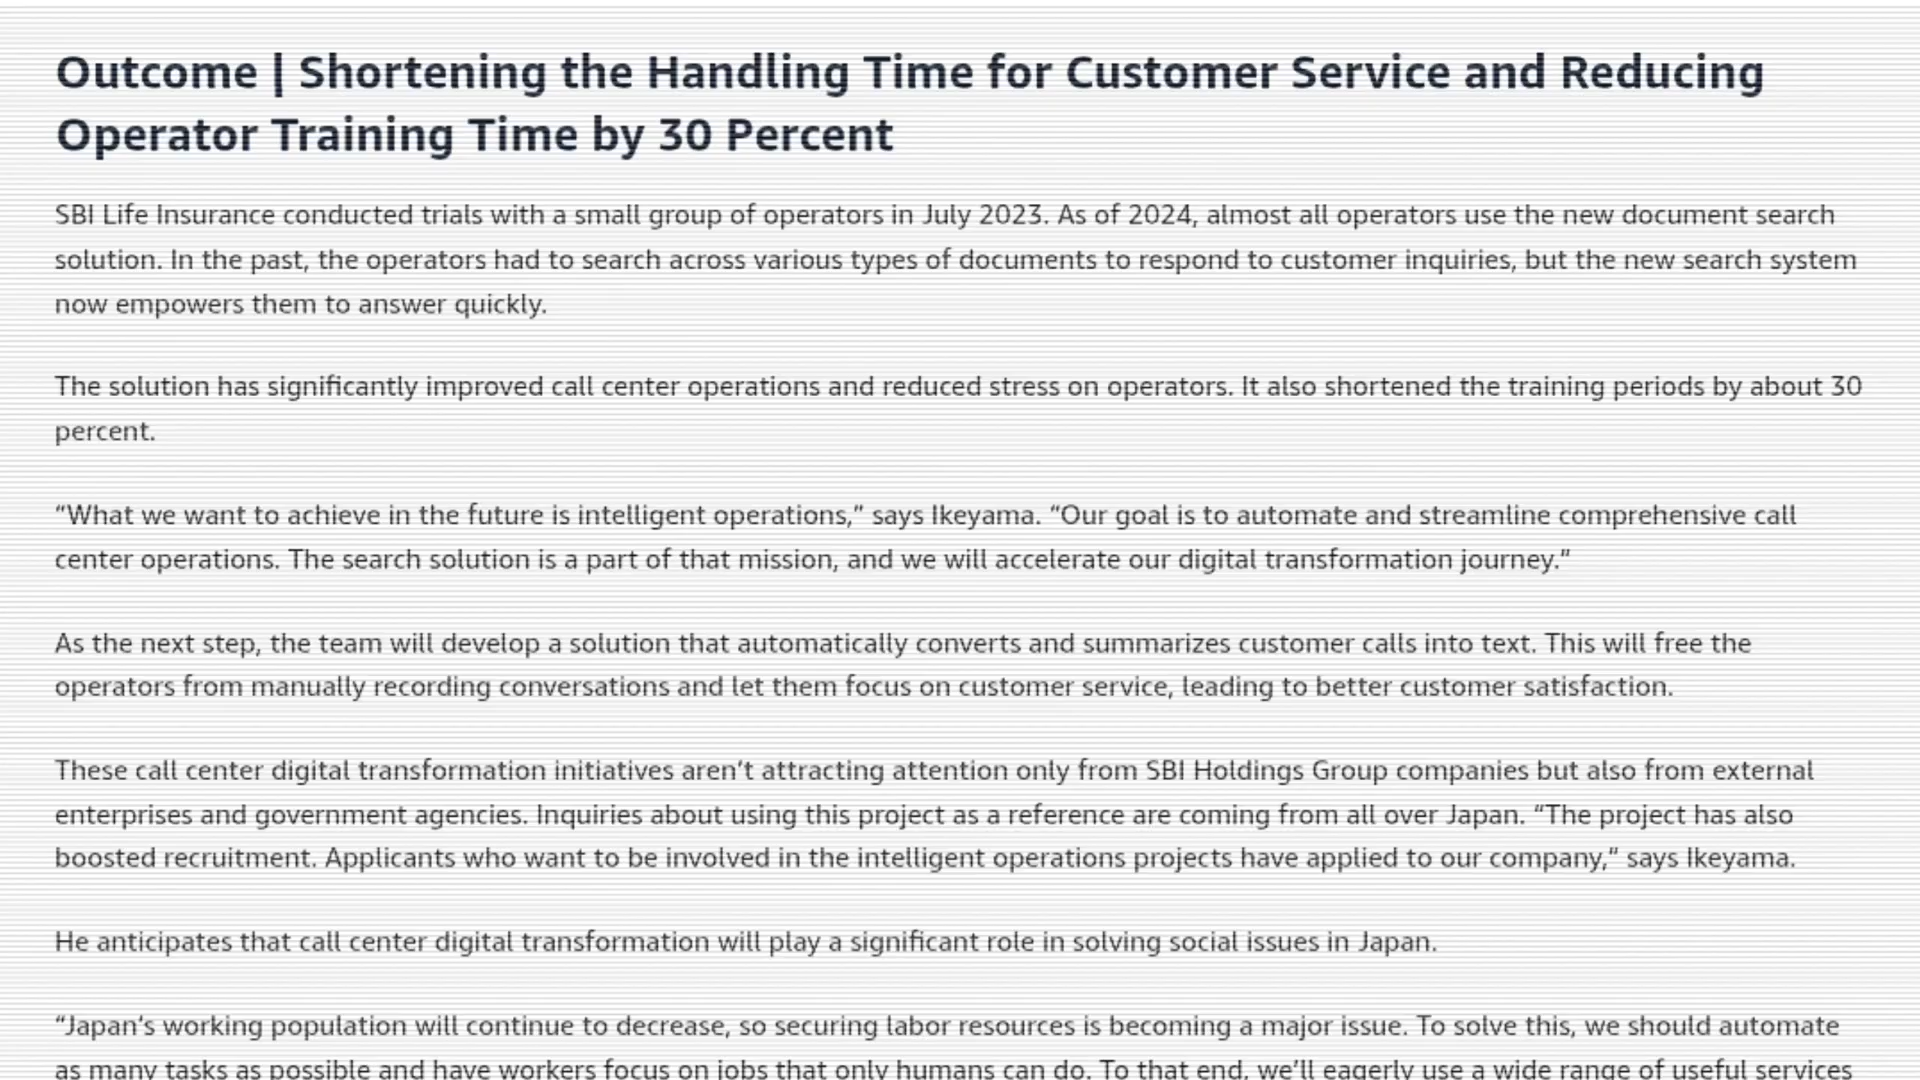 Outcome | Shortening the Handling Time for Customer Service and Reducing
Operator Training Time by 30 Percent
SBI Life Insurance conducted trials with a small group of operators in July 2023. As of 2024, almost all operators use the new document search
solution. In the past, the operators had to search across various types of documents to respond to customer inquiries, but the new search system
now empowers them to answer quickly.
The solution has significantly improved call center operations and reduced stress on operators. It also shortened the training periods by about 30
percent.
“What we want to achieve in the future is intelligent operations,” says Ikeyama. “Our goal is to automate and streamline comprehensive call
center operations. The search solution is a part of that mission, and we will accelerate our digital transformation journey.”
As the next step, the team will develop a solution that automatically converts and summarizes customer calls into text. This will free the
operators from manually recording conversations and let them focus on customer service, leading to better customer satisfaction.
These call center digital transformation initiatives aren’t attracting attention only from SBI Holdings Group companies but also from external
enterprises and government agencies. Inquiries about using this project as a reference are coming from all over Japan. “The project has also
boosted recruitment. Applicants who want to be involved in the intelligent operations projects have applied to our company,” says Ikeyama.
He anticipates that call center digital transformation will play a significant role in solving social issues in Japan.
“Japan’s working population will continue to decrease, so securing labor resources is becoming a major issue. To solve this, we should automate
as many tasks as possible and have workers focus on jobs that only humans can do. To that end, we’ll eagerly use a wide range of useful services